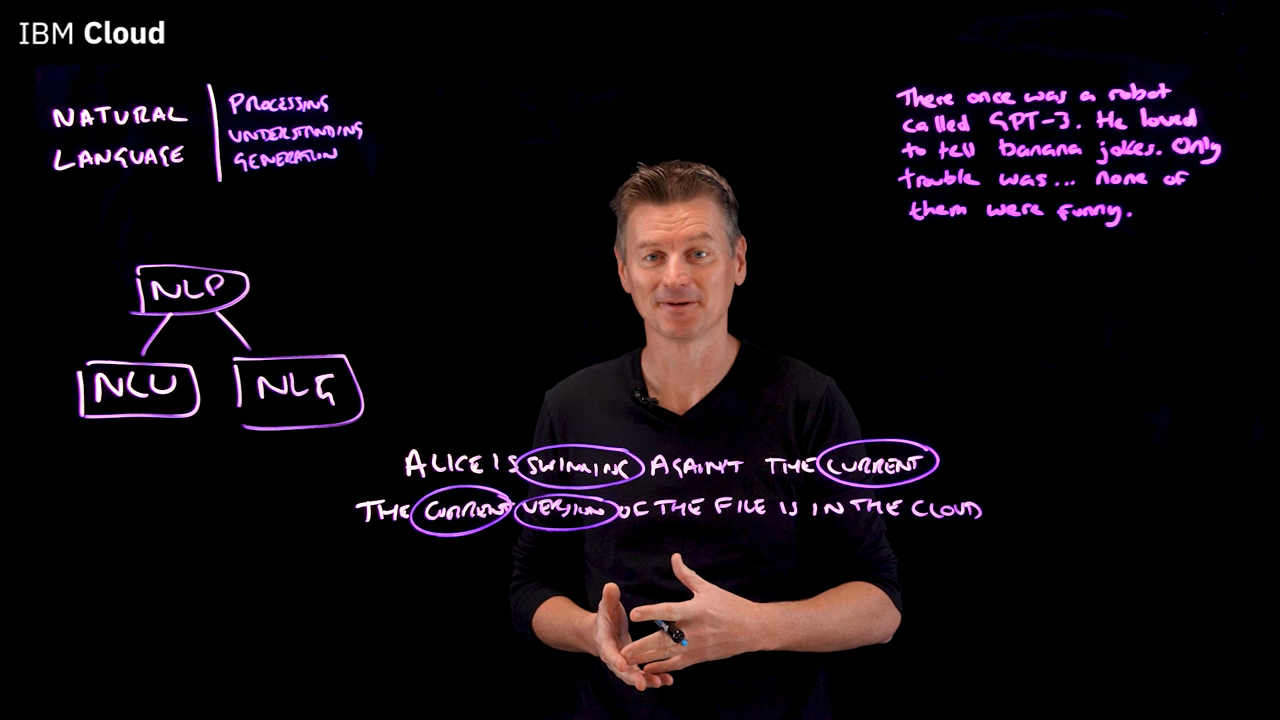 IBM Cloud
NATURAL
LANGUAGE
PROCESSING
UNDERSTANDING
GENERATION
There once was a robot
called GPT-3. He loved
to tell banana jokes. Only
trouble was... none of
them were funny.
NLP
NLU
NLG
ALICE IS SWIMMING AGAINST THE CURRENT
THE CURRENT VERSION OF THE FILE IS IN THE CLOUD